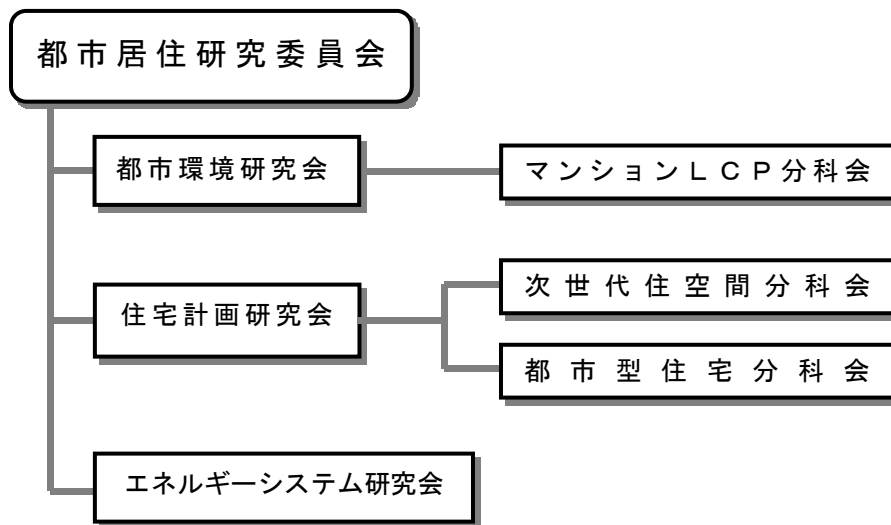 都市居住研究委員会
都市環境研究会
マンションＬＣＰ分科会
住宅計画研究会
次世代住空間分科会
都市型住宅分科会
エネルギーシステム研究会